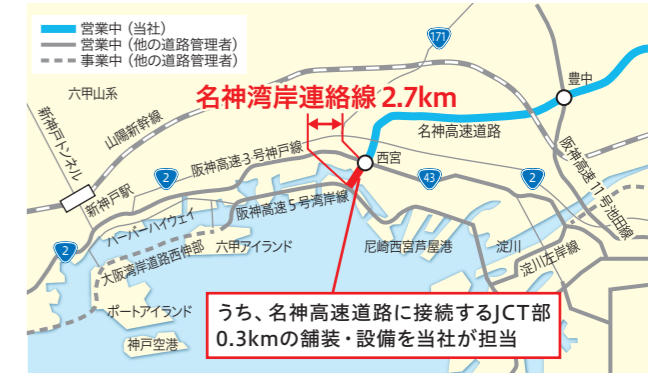 営業中（当社）
営業中（他の道路管理者）
事業中（他の道路管理者）
171
豊中
六甲山系
名神湾岸連絡線 2.7km
新神戸トンネル
山陽新幹線
名神高速道路
阪神高速3号神戸線
西宮
阪神高速11号池田線
2
43
2
新神戸駅
阪神高速5号湾岸線
ハーバーハイウェイ
2
大阪湾岸道路西伸部
六甲アイランド
尼崎西宮芦屋港
淀川
淀川左岸線
ポートアイランド
神戸空港
うち、名神高速道路に接続するJCT部
0.3kmの舗装・設備を当社が担当